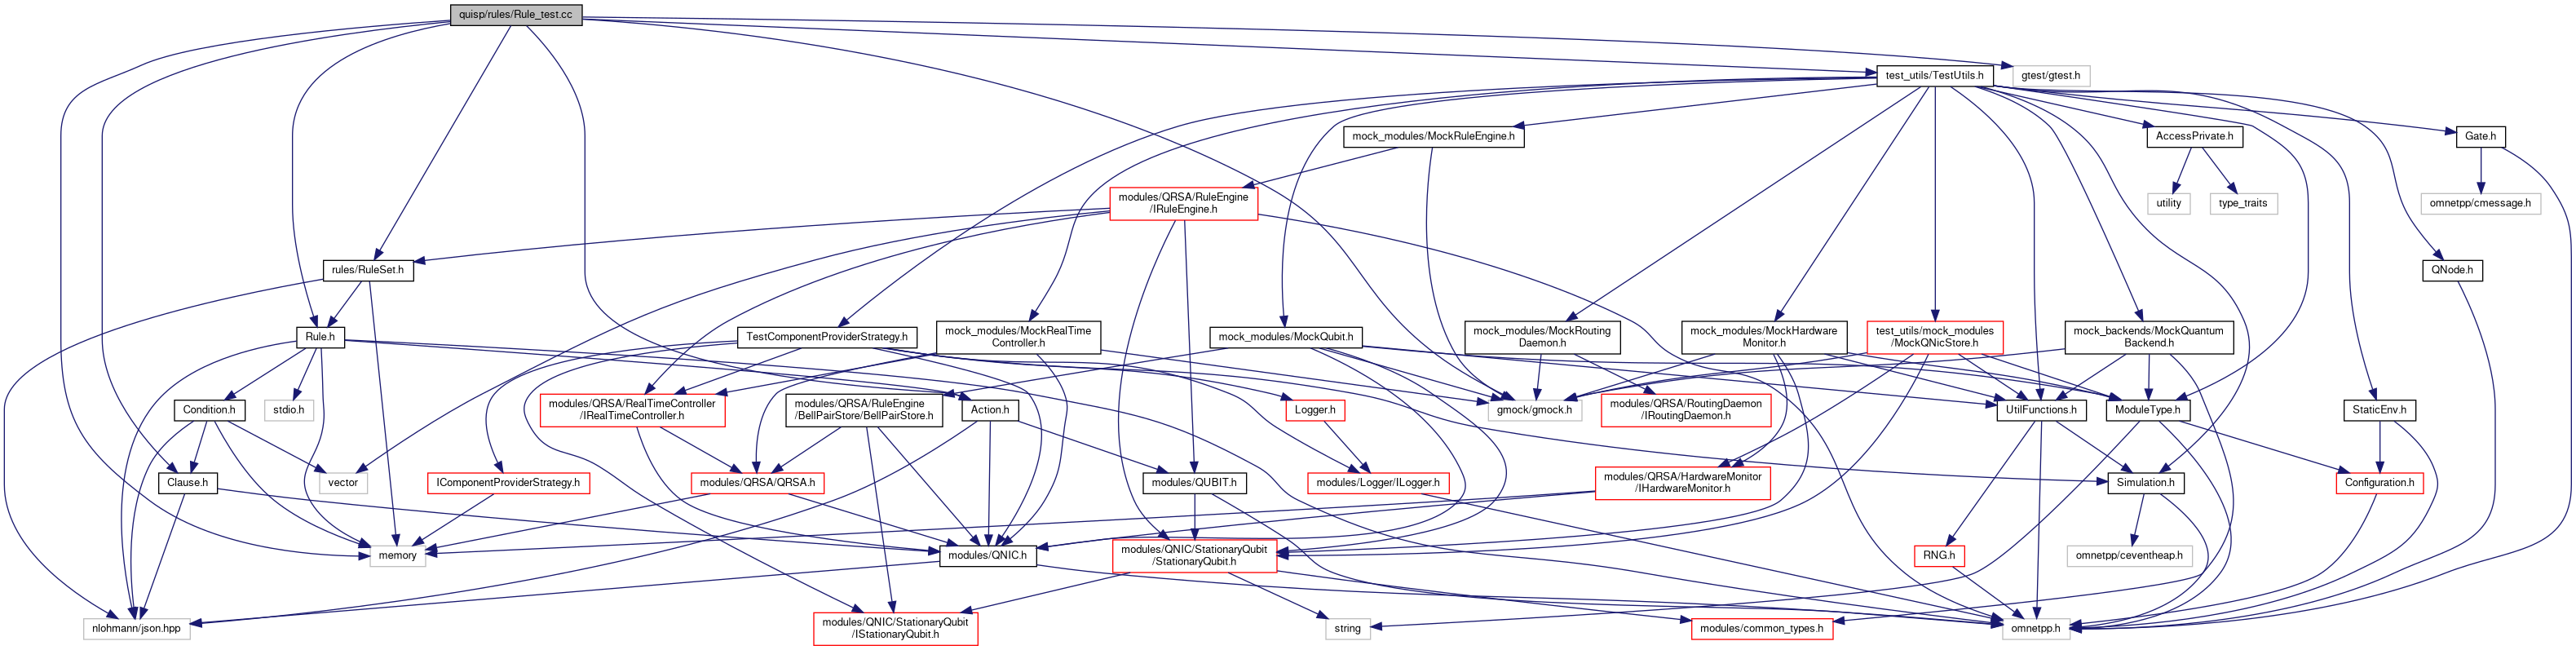 quisp/rules/Rule_test.cc
test_utils/TestUtils.h
gtest/gtest.h
mock_modules/MockRuleEngine.h
AccessPrivate.h
Gate.h
modules/QRSA/RuleEngine
/IRuleEngine.h
utility
type_traits
omnetpp/cmessage.h
rules/RuleSet.h
QNode.h
Rule.h
TestComponentProviderStrategy.h
mock_modules/MockRealTime
Controller.h
mock_modules/MockQubit.h
mock_modules/MockRouting
Daemon.h
mock_modules/MockHardware
Monitor.h
test_utils/mock_modules
/MockQNicStore.h
mock_backends/MockQuantum
Backend.h
Condition.h
stdio.h
modules/QRSA/RealTimeController
/IRealTimeController.h
modules/QRSA/RuleEngine
/BellPairStore/BellPairStore.h
Action.h
Logger.h
gmock/gmock.h
modules/QRSA/RoutingDaemon
/IRoutingDaemon.h
UtilFunctions.h
ModuleType.h
StaticEnv.h
Clause.h
vector
IComponentProviderStrategy.h
modules/QRSA/QRSA.h
modules/QUBIT.h
modules/Logger/ILogger.h
modules/QRSA/HardwareMonitor
/IHardwareMonitor.h
Simulation.h
Configuration.h
memory
modules/QNIC.h
modules/QNIC/StationaryQubit
/StationaryQubit.h
RNG.h
omnetpp/ceventheap.h
nlohmann/json.hpp
modules/QNIC/StationaryQubit
/IStationaryQubit.h
string
modules/common_types.h
omnetpp.h